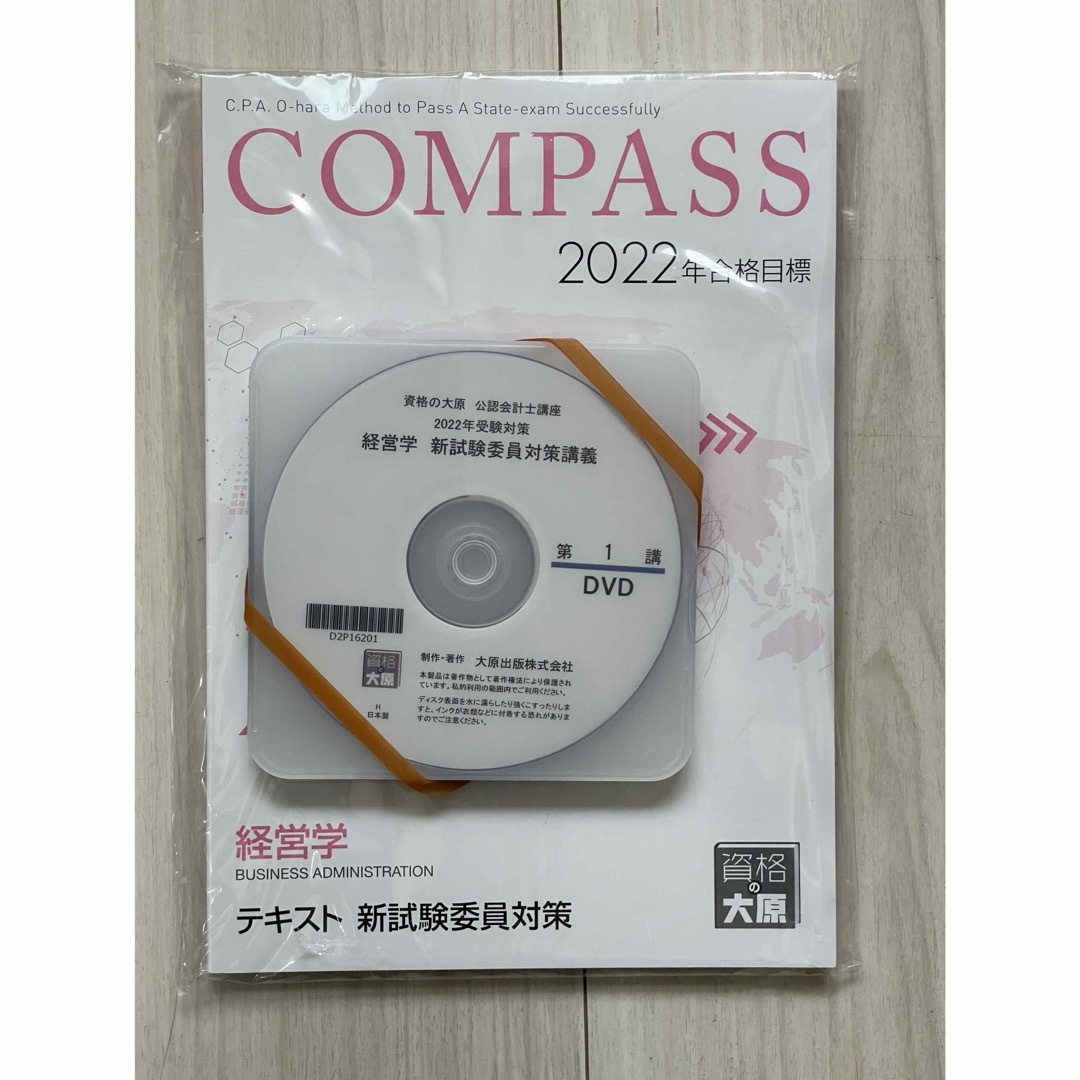 C.P.A. O-hara Method to Pass A State-exam Successfully
COMPASS
2022年合格目標
資格の大原 公認会計士講座
2022年受験対策
経営学 新試験委員対策講義
第 1 講
DVD
D2P16201
資格の大原
制作・著作 大原出版株式会社
本製品は著作物として著作権法により保護され
ています。私的利用の範囲内でご利用ください。
ディスク表面を水に濡らしたり強くこすったりしま
すと、インクが衣類などに付着する恐れがありま
すのでご注意ください。
H
日本製
経営学
BUSINESS ADMINISTRATION
テキスト 新試験委員対策
資格
の
大原